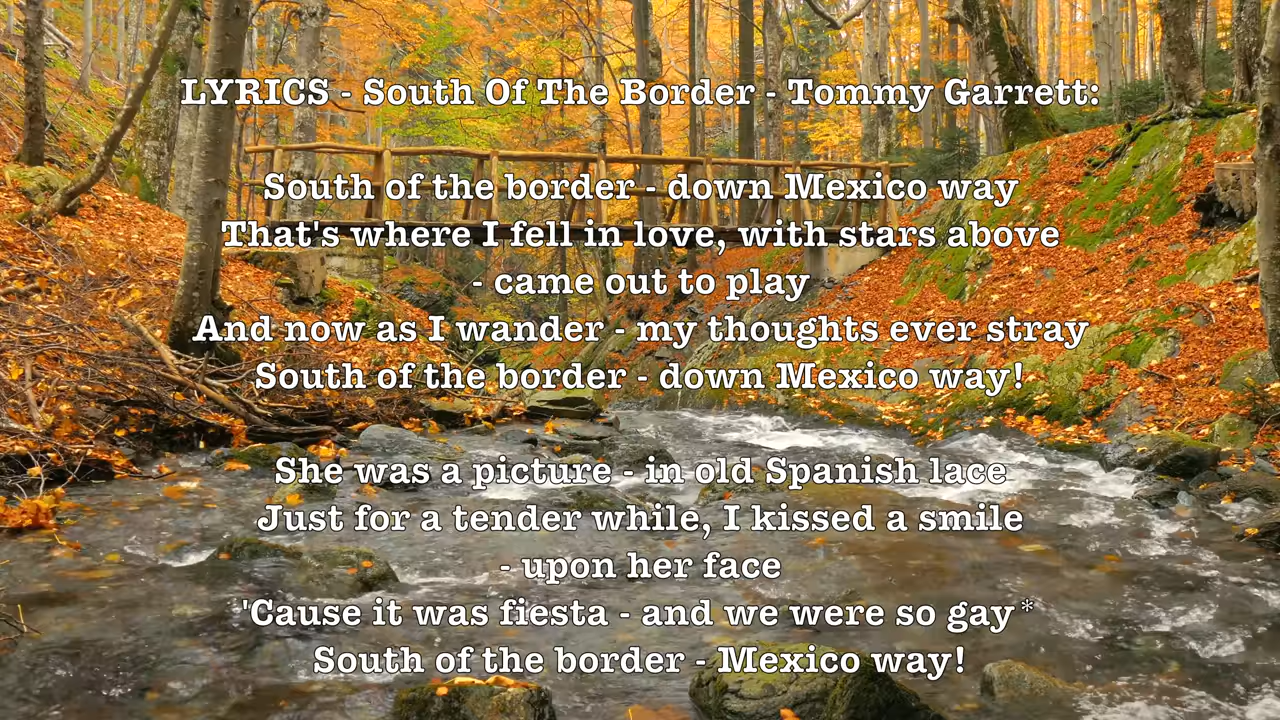 LYRICS - South Of The Border - Tommy Garrett:
South of the border - down Mexico way
That's where I fell in love, with stars above
- came out to play
And now as I wander - my thoughts ever stray
South of the border - down Mexico way!
She was a picture - in old Spanish lace
Just for a tender while, I kissed a smile
- upon her face
'Cause it was fiesta - and we were so gay*
South of the border - Mexico way!